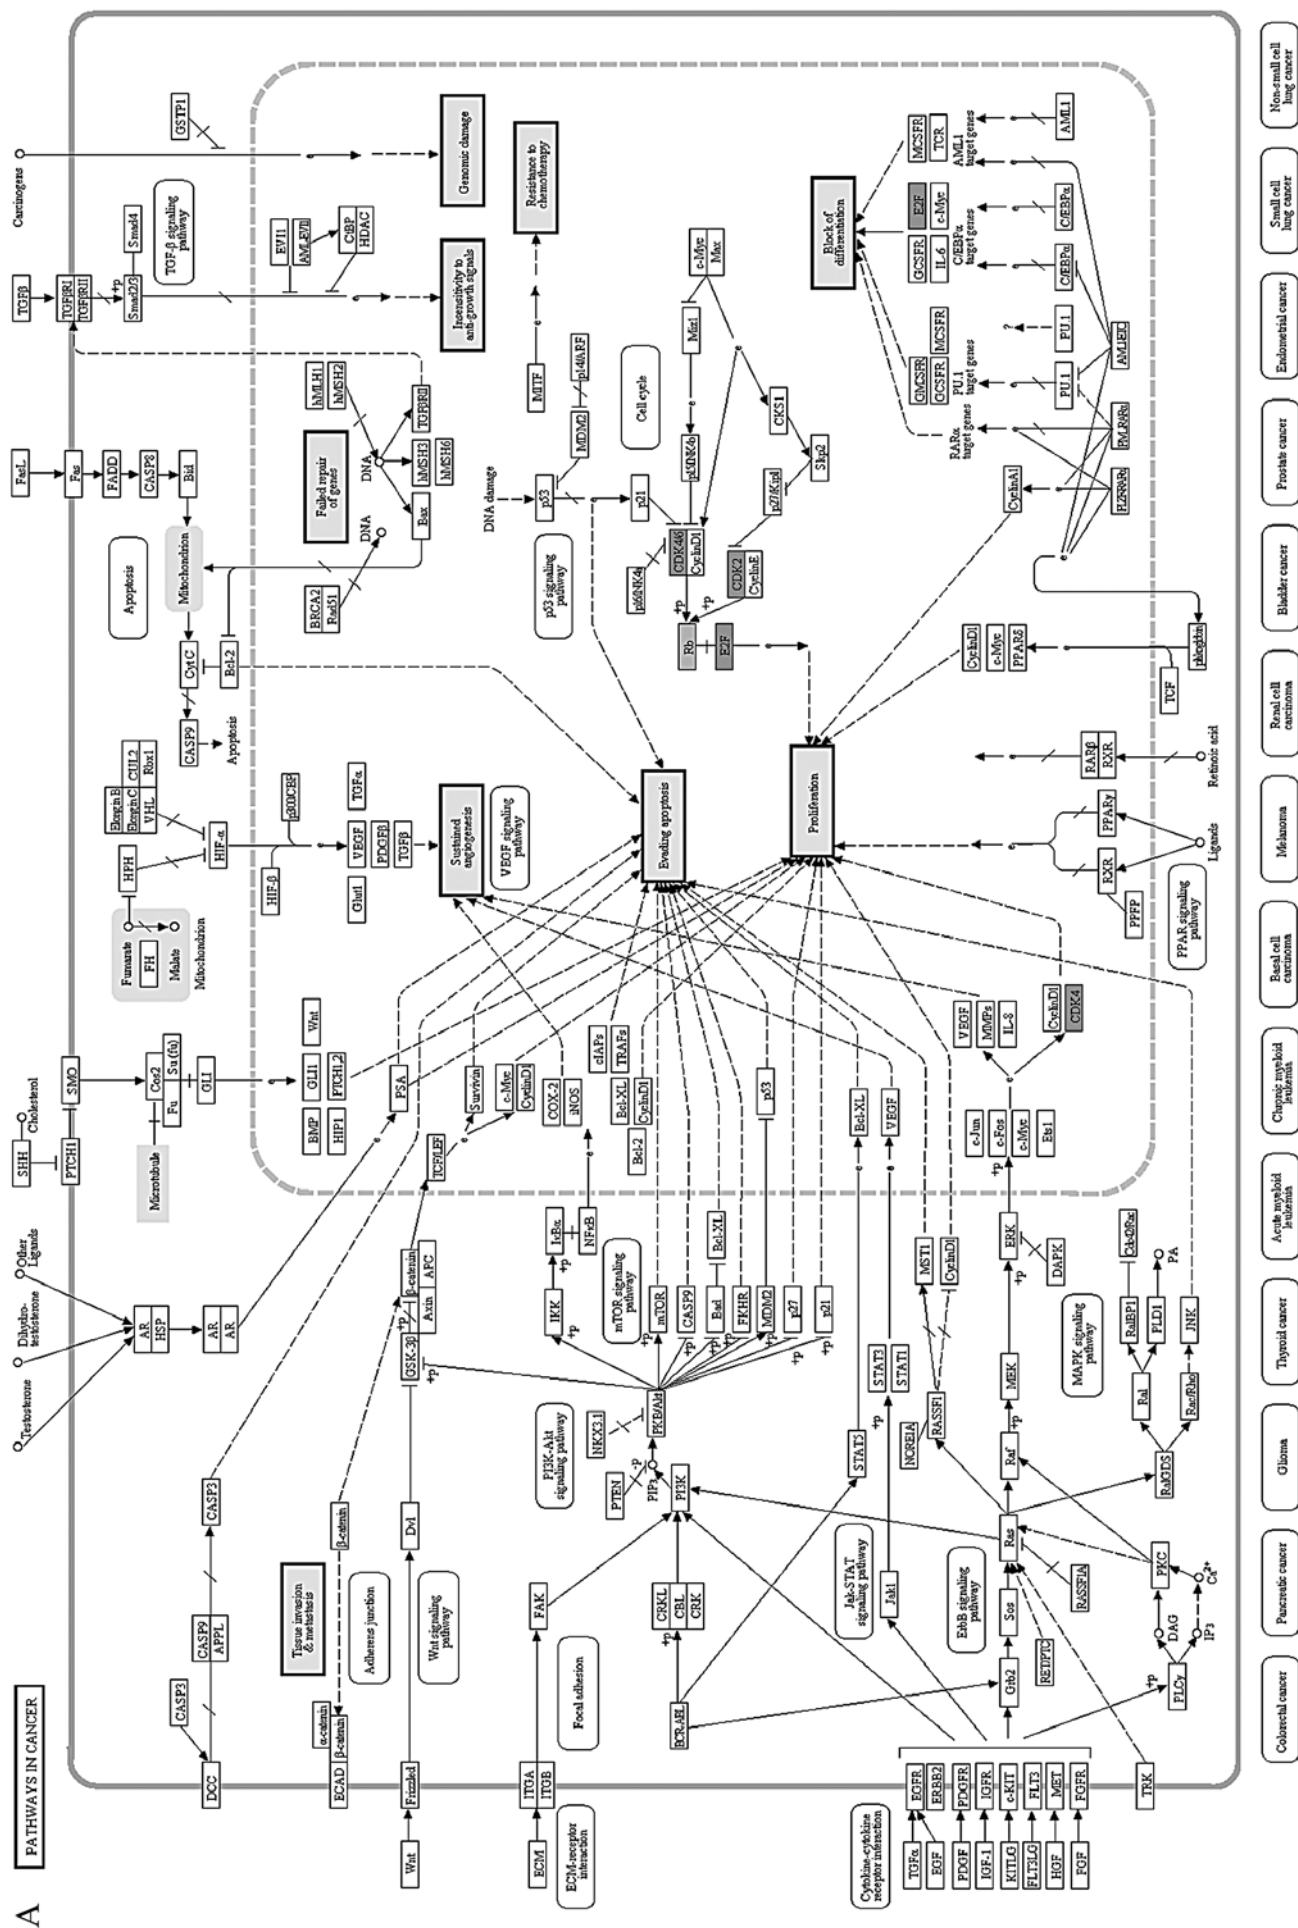 A
PATHWAYS IN CANCER
Carcinogens
GSTP1
Genomic damage
TGFβ
TGFβRI
TGFβRII
+p
Smad2/3
Smad4
TGF-β signaling
pathway
EVI1
AML-EVI1
CtBP
HDAC
Insensitivity to
anti-growth signals
Resistance to
chemotherapy
MITF
FasL
Fas
FADD
CASP8
Bid
Mitochondrion
Apoptosis
CytC
CASP9
Apoptosis
Bcl-2
BRCA2
Rad51
DNA
Failed repair
of genes
hMLH1
hMSH2
DNA
TGFβRII
hMSH3
hMSH6
Bax
DNA damage
p53
MDM2
p14/ARF
p53 signaling
pathway
p21
Cell cycle
p16INK4a
CDK4/6
CyclinD1
p15INK4b
Miz1
c-Myc
Max
CKS1
Skp2
p27/Kip1
CDK2
CyclinE
+p
+p
Rb
E2F
Block of
differentiation
MCSFR
TCR
AML1
target genes
AML1
E2F
c-Myc
GCSFR
IL-6
C/EBPα
target genes
C/EBPα
C/EBPα
MCSFR
GMSFR
GCSFR
PU.1
target genes
?
PU.1
PU.1
RARα
target genes
AML1-ETO
PML-RARα
PLZF-RARα
CyclinA1
CyclinD1
c-Myc
PPARδ
TCF
RARβ
RXR
Retinoic acid
PPARγ
RXR
Ligands
PPFP
PPAR signaling
pathway
Elongin B
Elongin C
CUL2
Rbx1
VHL
HPH
HIF-α
Fumarate
FH
Malate
Mitochondrion
HIF-β
p300/CBP
TGFα
VEGF
PDGFβ
TGFβ
Glut1
Sustained
angiogenesis
VEGF signaling
pathway
Evading apoptosis
Proliferation
SHH
Cholesterol
PTCH1
SMO
Microtubule
Cos2
Fu
Su (fu)
GLI
Wnt
GLI1
PTCH1,2
BMP
HIP1
PSA
Survivin
c-Myc
CyclinD1
COX-2
iNOS
cIAPs
TRAFs
Bcl-XL
CyclinD1
Bcl-2
p53
Bcl-XL
VEGF
VEGF
MMPs
IL-8
CyclinD1
CDK4
c-Jun
c-Fos
c-Myc
Ets1
+p
Testosterone
Dihydro-
testosterone
Other
Ligands
AR
HSP
AR
AR
TCF/LEF
β-catenin
APC
Axin
GSK-3β
+p
+p
IκBα
NFκB
+p
IKK
+p
mTOR signaling
pathway
mTOR
+p
CASP9
+p
Bad
+p
Bcl-XL
FKHR
+p
MDM2
+p
p27
+p
p21
+p
PKB/Akt
NKX3.1
PI3K-Akt
signaling pathway
PTEN
-p
PIP3
PI3K
STAT5
STAT3
STAT1
+p
NORE1A
RASSF1
MST1
CyclinD1
ERK
+p
DAPK
MEK
+p
Raf
Ras
MAPK signaling
pathway
Cdc42/Rac
RalBP1
PLD1
PA
Ral
RalGDS
Rac/Rho
JNK
DCC
CASP3
CASP9
APPL
CASP3
Tissue invasion
& metastasis
ECAD
α-catenin
β-catenin
β-catenin
Adherens junction
Wnt
Frizzled
Dvl
Wnt signaling
pathway
ECM
ITGA
ITGB
FAK
Focal adhesion
ECM-receptor
interaction
BCR-ABL
+p
CRKL
CBL
CRK
Jak-STAT
signaling pathway
Jak1
ErbB signaling
pathway
Grb2
Sos
RET/PTC
RASSF1A
PLCγ
+p
DAG
IP3
PKC
Ca2+
Cytokine-cytokine
receptor interaction
TGFα
EGF
EGFR
ERBB2
PDGF
PDGFR
IGF-1
IGFR
KITLG
c-KIT
FLT3LG
FLT3
HGF
MET
FGF
FGFR
TRK
Colorectal cancer
Pancreatic cancer
Glioma
Thyroid cancer
Acute myeloid
leukemia
Chronic myeloid
leukemia
Basal cell
carcinoma
Melanoma
Renal cell
carcinoma
Bladder cancer
Prostate cancer
Endometrial cancer
Small cell
lung cancer
Non-small cell
lung cancer